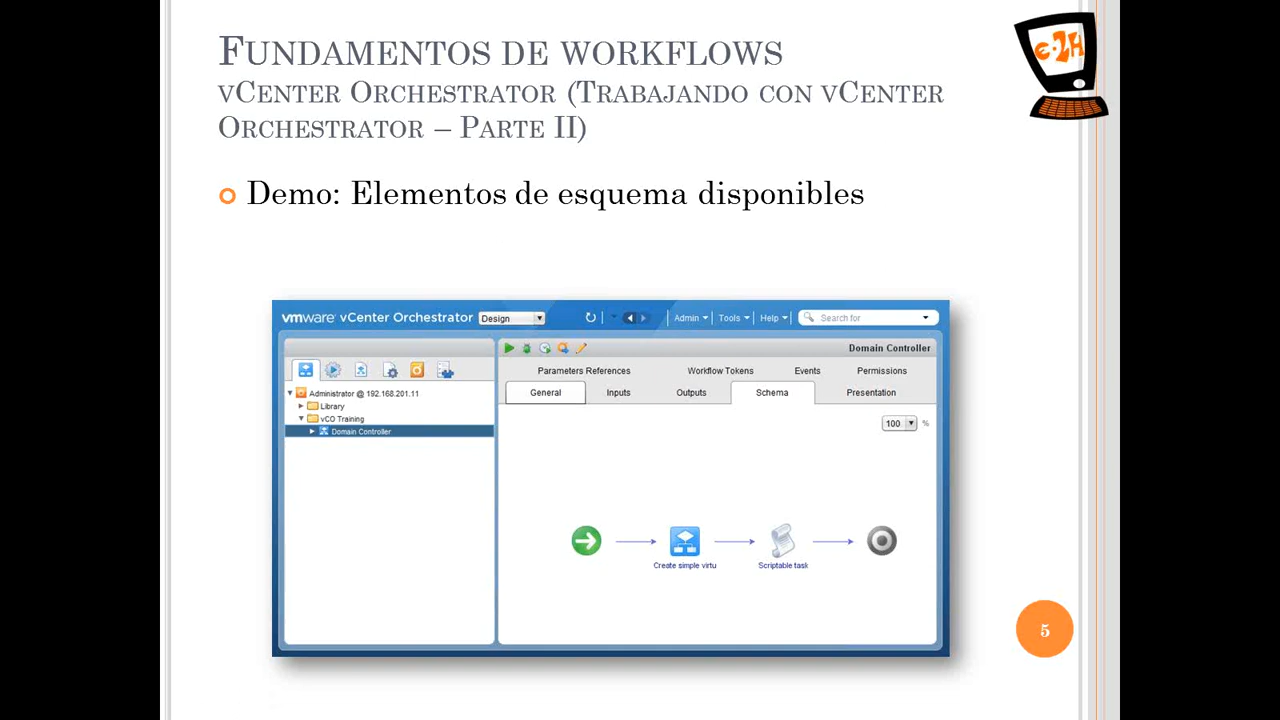 FUNDAMENTOS DE WORKFLOWS
VCENTER ORCHESTRATOR (TRABAJANDO CON VCENTER
ORCHESTRATOR – PARTE II)
e-2H
Demo: Elementos de esquema disponibles
vmware vCenter Orchestrator Design Admin Tools Help Search for
Domain Controller
Parameters References Workflow Tokens Events Permissions
General Inputs Outputs Schema Presentation
Administrator @ 192.168.201.11
Library
vCO Training
Domain Controller
100 %
Create simple virtu Scriptable task
5